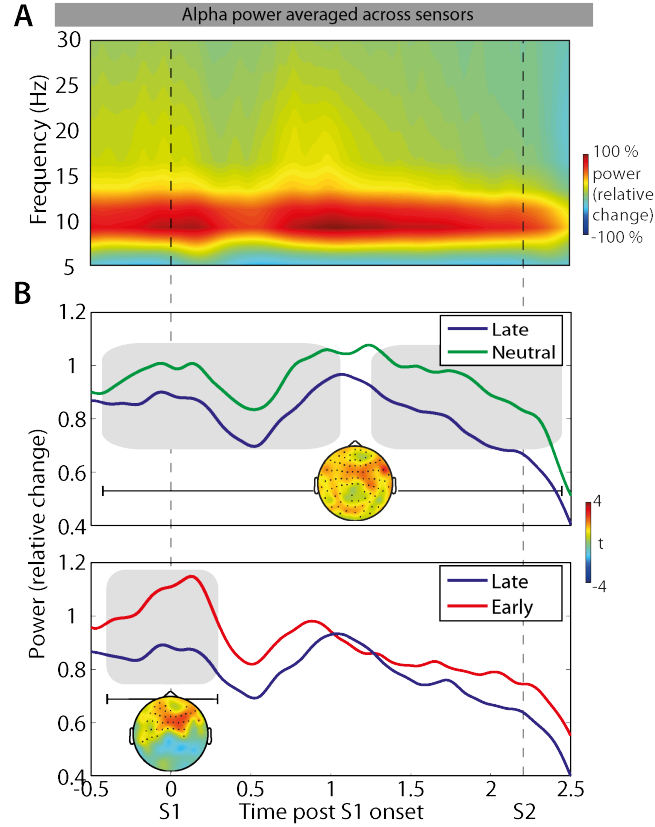 A
Alpha power averaged across sensors
30
25
20
15
10
5
Frequency (Hz)
100 %
power
(relative
change)
-100 %
B
1.2
1
0.8
0.6
0.4
Late
Neutral
4
t
-4
Power (relative change)
1.2
1
0.8
0.6
0.4
Late
Early
-0.5
0
0.5
1
1.5
2
2.5
S1
Time post S1 onset
S2